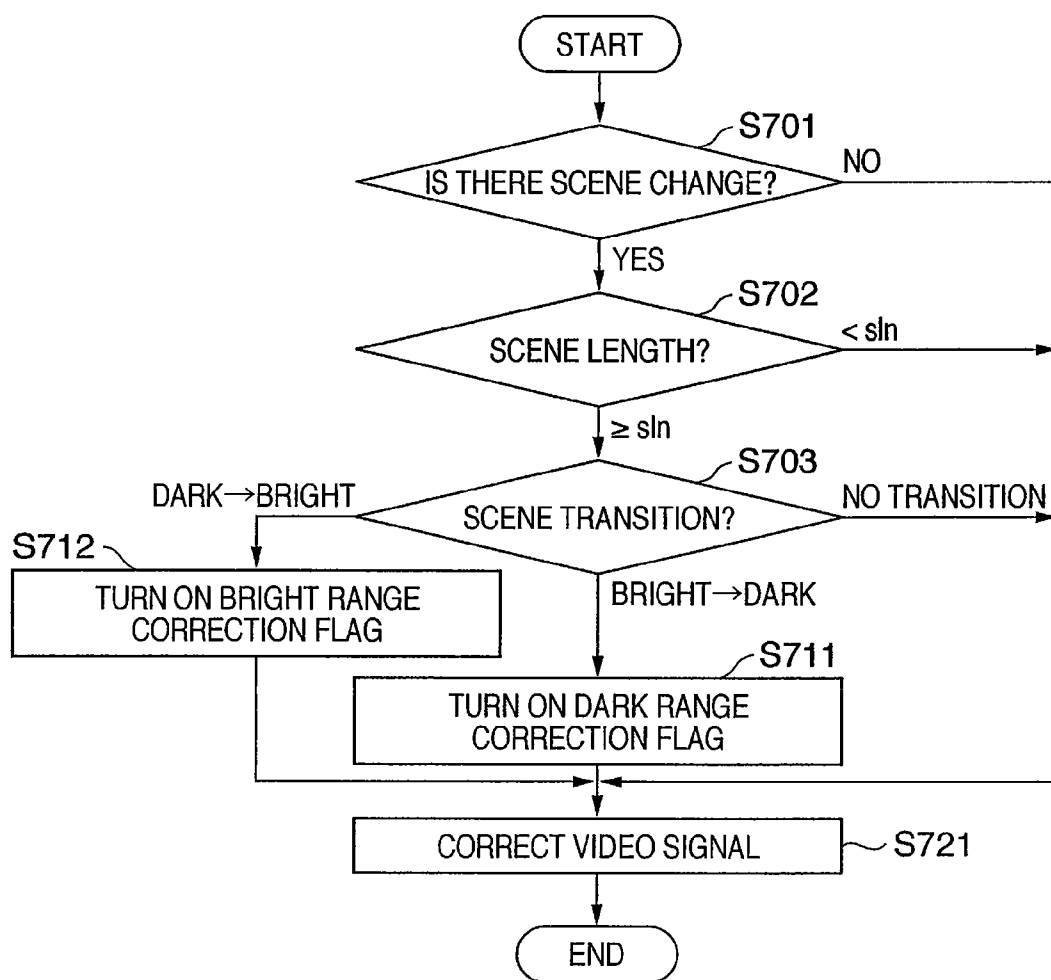 START
S701
IS THERE SCENE CHANGE?
NO
YES
S702
SCENE LENGTH?
< sln
≥ sln
S703
DARK→BRIGHT
SCENE TRANSITION?
NO TRANSITION
S712
TURN ON BRIGHT RANGE
CORRECTION FLAG
BRIGHT→DARK
S711
TURN ON DARK RANGE
CORRECTION FLAG
CORRECT VIDEO SIGNAL
S721
END